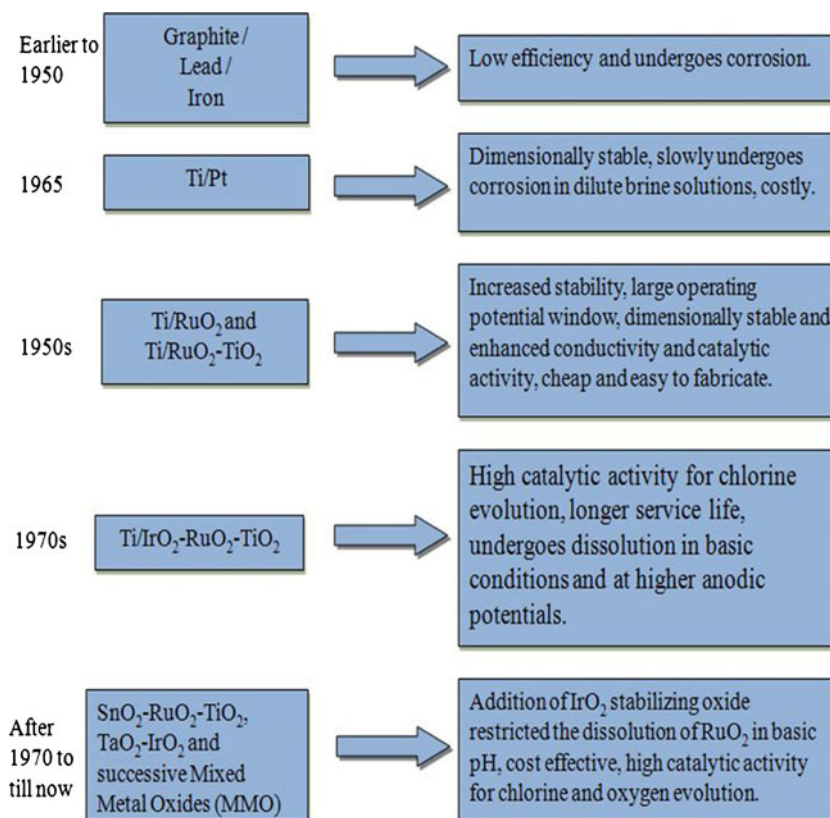 Earlier to
1950
Graphite /
Lead /
Iron
Low efficiency and undergoes corrosion.
1965
Ti/Pt
Dimensionally stable, slowly undergoes
corrosion in dilute brine solutions, costly.
1950s
Ti/RuO₂ and
Ti/RuO₂-TiO₂
Increased stability, large operating
potential window, dimensionally stable and
enhanced conductivity and catalytic
activity, cheap and easy to fabricate.
1970s
Ti/IrO₂-RuO₂-TiO₂
High catalytic activity for chlorine
evolution, longer service life,
undergoes dissolution in basic
conditions and at higher anodic
potentials.
After
1970 to
till now
SnO₂-RuO₂-TiO₂,
TaO₂-IrO₂ and
successive Mixed
Metal Oxides (MMO)
Addition of IrO₂ stabilizing oxide
restricted the dissolution of RuO₂ in basic
pH, cost effective, high catalytic activity
for chlorine and oxygen evolution.